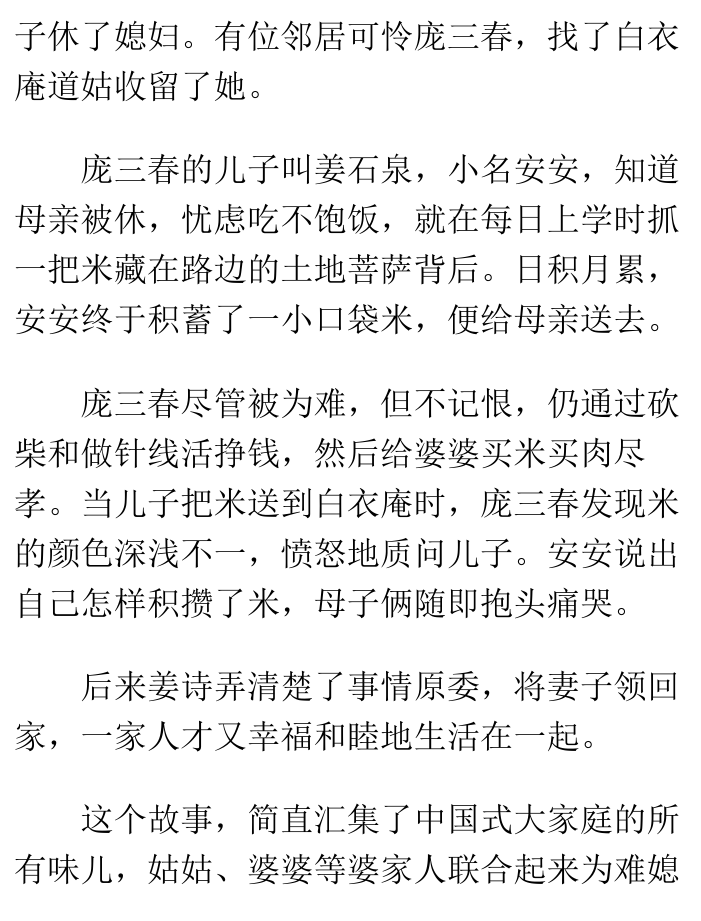 子休了媳妇。有位邻居可怜庞三春，找了白衣
庵道姑收留了她。
庞三春的儿子叫姜石泉，小名安安，知道
母亲被休，忧虑吃不饱饭，就在每日上学时抓
一把米藏在路边的土地菩萨背后。日积月累，
安安终于积蓄了一小口袋米，便给母亲送去。
庞三春尽管被为难，但不记恨，仍通过砍
柴和做针线活挣钱，然后给婆婆买米买肉尽
孝。当儿子把米送到白衣庵时，庞三春发现米
的颜色深浅不一，愤怒地质问儿子。安安说出
自己怎样积攒了米，母子俩随即抱头痛哭。
后来姜诗弄清楚了事情原委，将妻子领回
家，一家人才又幸福和睦地生活在一起。
这个故事，简直汇集了中国式大家庭的所
有味儿，姑姑、婆婆等婆家人联合起来为难媳